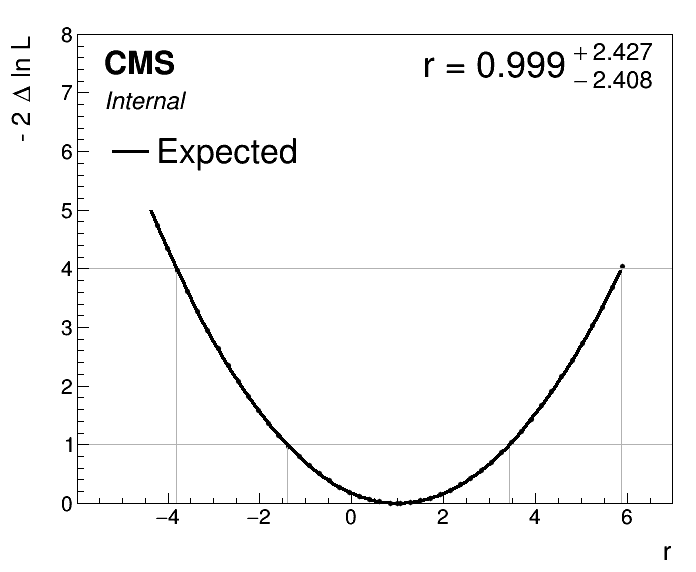 - 2 Δ ln L
8
7
6
5
4
3
2
1
0
CMS
Internal
r = 0.999 +2.427 −2.408
Expected
−4 −2 0 2 4 6
r